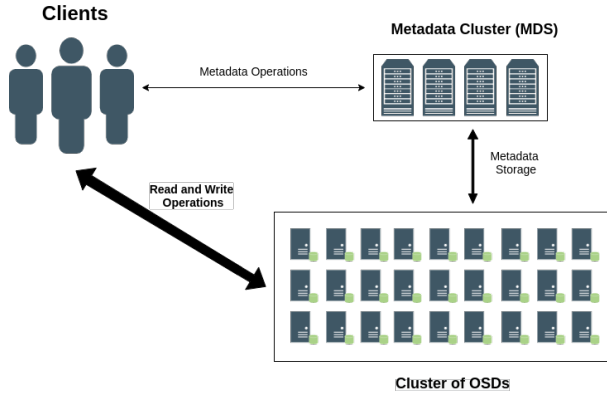 Clients
Metadata Cluster (MDS)
Metadata Operations
Metadata
Storage
Read and Write
Operations
Cluster of OSDs